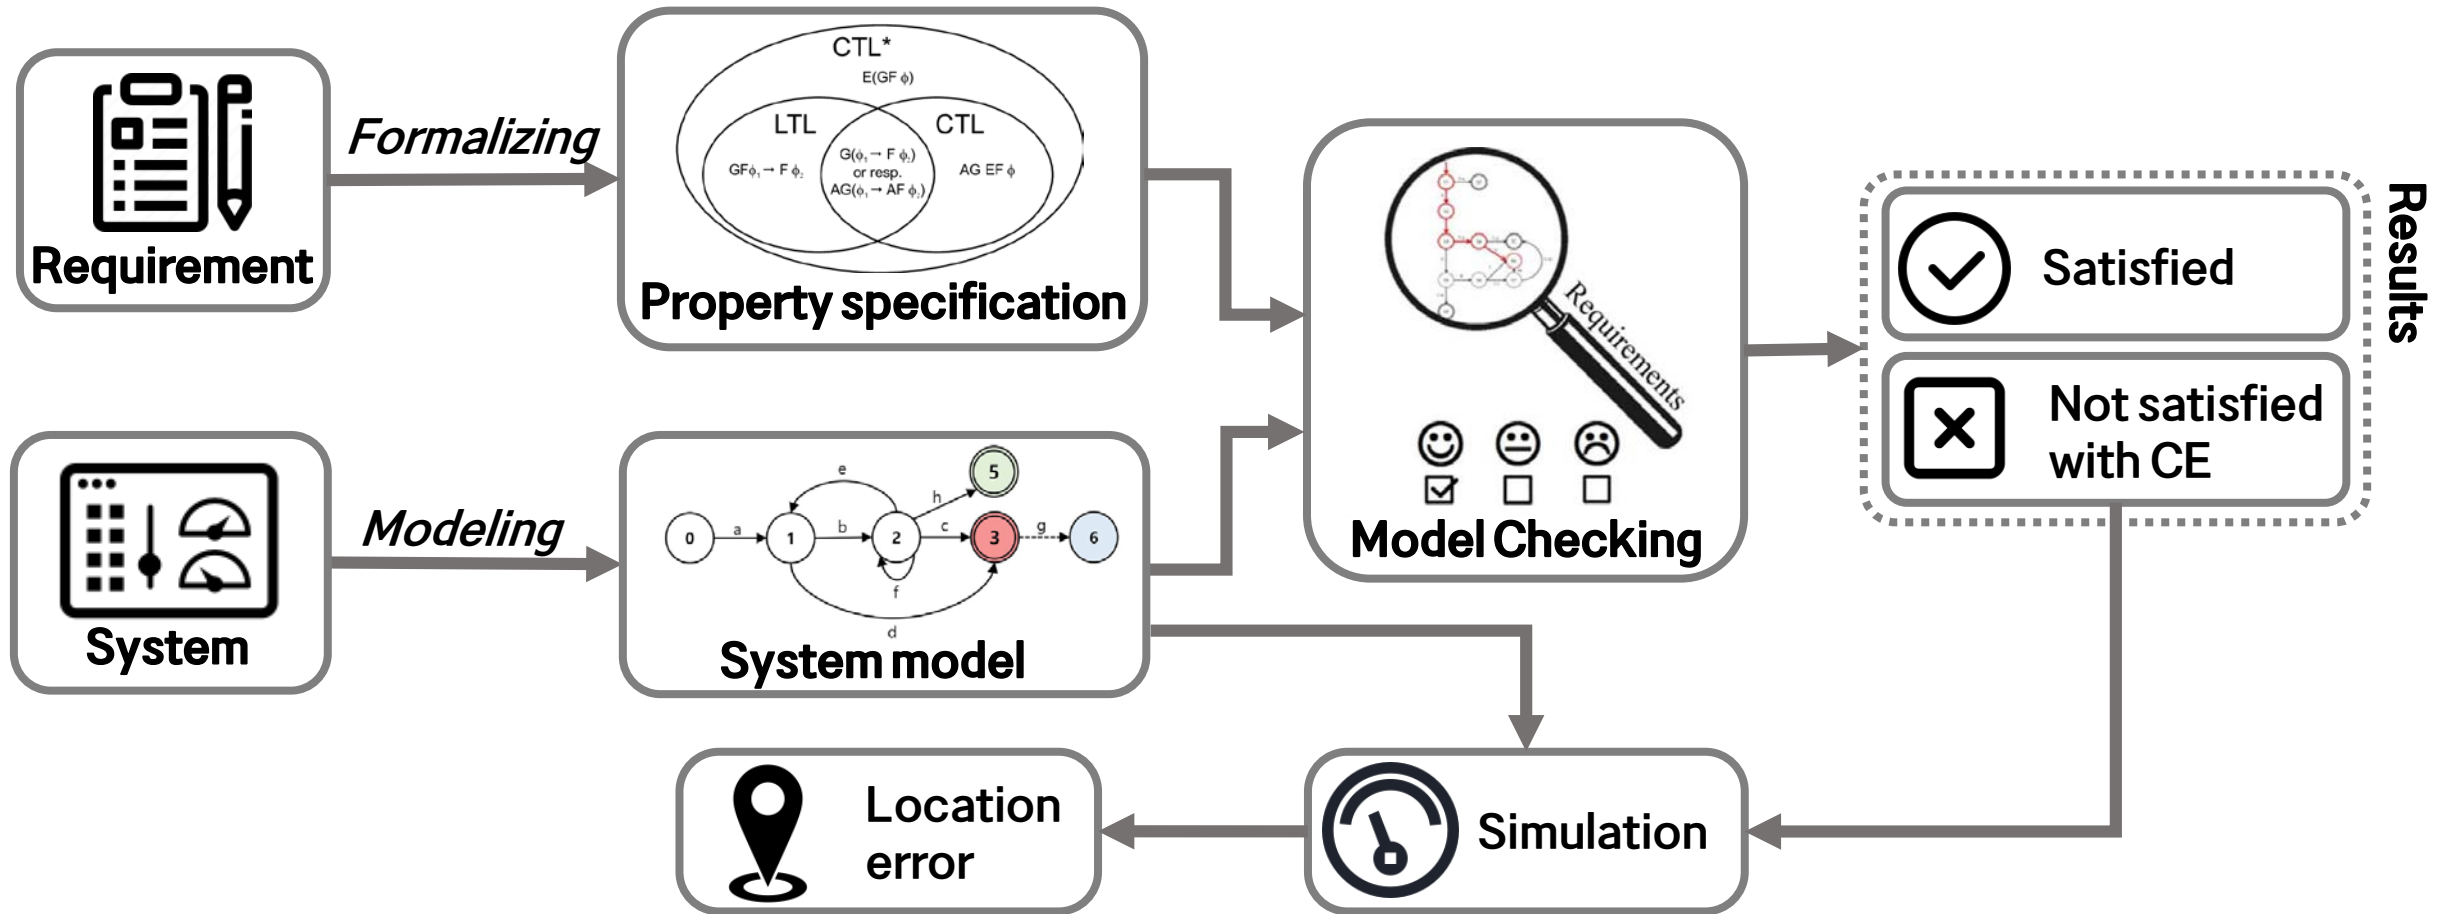 Requirement
Formalizing
CTL*
E(GF ϕ)
LTL
CTL
GFϕ₁→ F ϕ₂
G(ϕ₁→ F ϕ₂)
or resp.
AG(ϕ₁→ AF ϕ₂)
AG EF ϕ
Property specification
System
Modeling
e
5
h
0
a
1
b
2
c
3
g
6
f
d
System model
Requirements
Model Checking
Results
Satisfied
Not satisfied
with CE
Simulation
Location
error